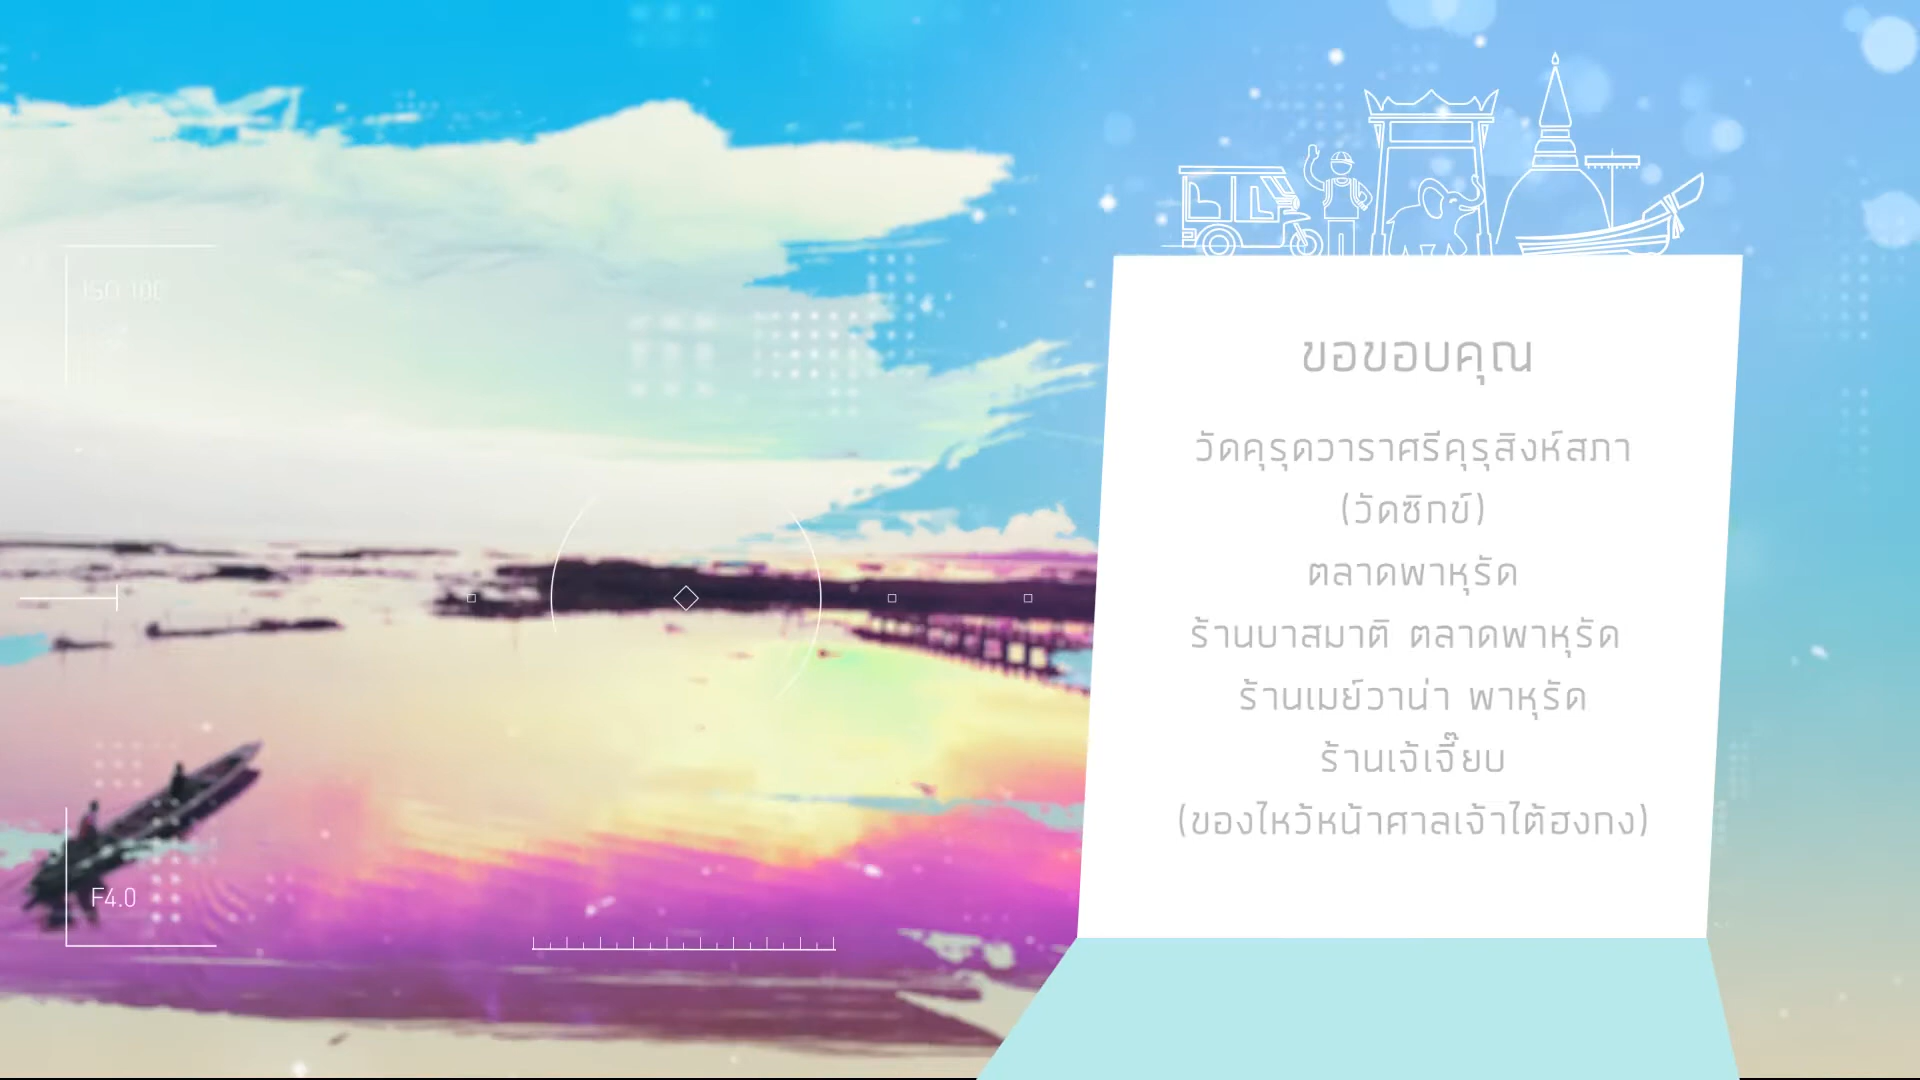 ISO 100
ขอขอบคุณ
วัดคุรุดวาราศรีคุรุสิงห์สภา
(วัดซิกข์)
ตลาดพาหุรัด
ร้านบาสมาติ ตลาดพาหุรัด
ร้านเมย์วาน่า พาหุรัด
ร้านเจ้เจี๊ยบ
(ของไหว้หน้าศาลเจ้าไต้ฮงกง)
F4.0